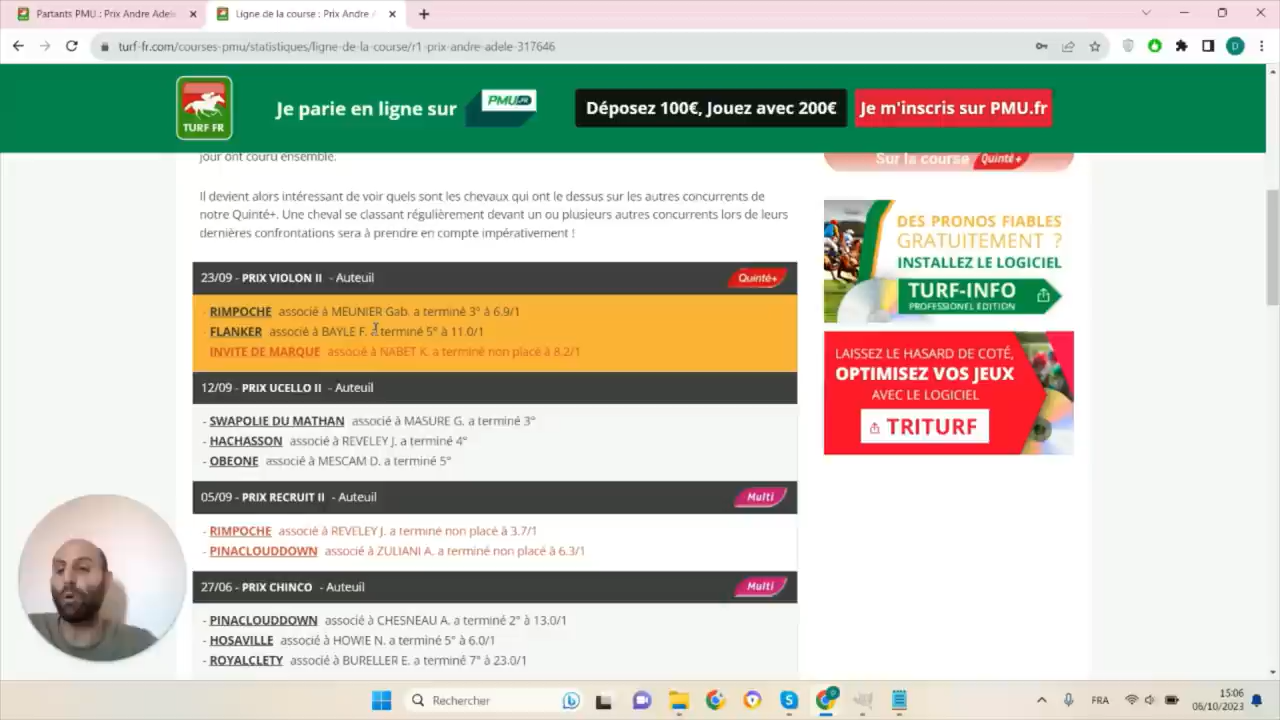 Partants PMU : Prix Andre Adele
Ligne de la course : Prix Andre A
turf-fr.com/courses-pmu/statistiques/ligne-de-la-course/r1-prix-andre-adele-317646
D
TURF FR
Je parie en ligne sur
PMU.fr
Déposez 100€, Jouez avec 200€
Je m'inscris sur PMU.fr
jour ont couru ensemble.
Sur la course Quinté+
Il devient alors intéressant de voir quels sont les chevaux qui ont le dessus sur les autres concurrents de
notre Quinté+. Une cheval se classant régulièrement devant un ou plusieurs autres concurrents lors de leurs
dernières confrontations sera à prendre en compte impérativement !
DES PRONOS FIABLES
GRATUITEMENT ?
INSTALLEZ LE LOGICIEL
TURF-INFO
PROFESSIONEL EDITION
23/09 - PRIX VIOLON II - Auteuil
Quinté+
- RIMPOCHE associé à MEUNIER Gab. a terminé 3° à 6.9/1
- FLANKER associé à BAYLE F. a terminé 5° à 11.0/1
- INVITE DE MARQUE associé à NABET K. a terminé non placé à 8.2/1
LAISSEZ LE HASARD DE COTÉ,
OPTIMISEZ VOS JEUX
AVEC LE LOGICIEL
TRITURF
12/09 - PRIX UCELLO II - Auteuil
- SWAPOLIE DU MATHAN associé à MASURE G. a terminé 3°
- HACHASSON associé à REVELEY J. a terminé 4°
- OBEONE associé à MESCAM D. a terminé 5°
05/09 - PRIX RECRUIT II - Auteuil
Multi
- RIMPOCHE associé à REVELEY J. a terminé non placé à 3.7/1
- PINACLOUDDOWN associé à ZULIANI A. a terminé non placé à 6.3/1
27/06 - PRIX CHINCO - Auteuil
Multi
- PINACLOUDDOWN associé à CHESNEAU A. a terminé 2° à 13.0/1
- HOSAVILLE associé à HOWIE N. a terminé 5° à 6.0/1
- ROYALCLETY associé à BURELLER E. a terminé 7° à 23.0/1
Rechercher
FRA
15:06
06/10/2023